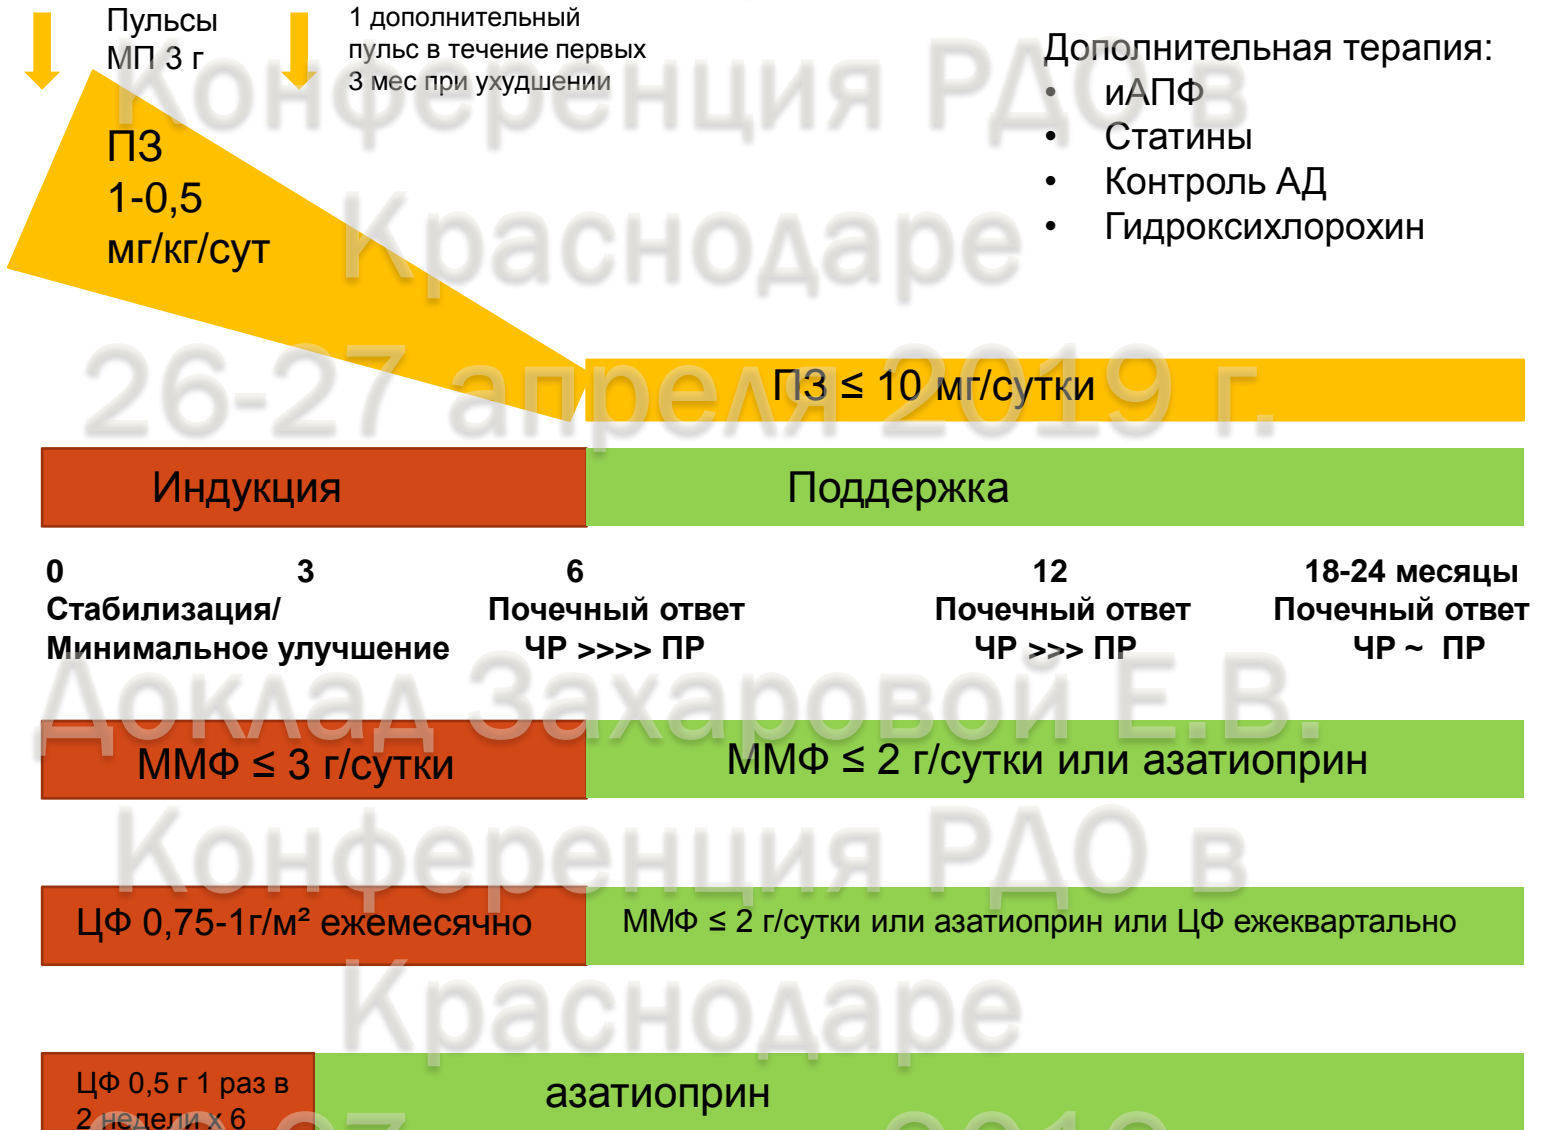 Пульсы
МП 3 г
1 дополнительный
пульс в течение первых
3 мес при ухудшении
Дополнительная терапия:
• иАПФ
• Статины
• Контроль АД
• Гидроксихлорохин
ПЗ
1-0,5
мг/кг/сут
ПЗ ≤ 10 мг/сутки
Индукция
Поддержка
0 3 6 12 18-24 месяцы
Стабилизация/ Почечный ответ Почечный ответ Почечный ответ
Минимальное улучшение ЧР >>>> ПР ЧР >>> ПР ЧР ~ ПР
ММФ ≤ 3 г/сутки
ММФ ≤ 2 г/сутки или азатиоприн
ЦФ 0,75-1г/м² ежемесячно
ММФ ≤ 2 г/сутки или азатиоприн или ЦФ ежеквартально
ЦФ 0,5 г 1 раз в
2 недели х 6
азатиоприн
Конференция РДО в
Краснодаре
26-27 апреля 2019 г.
Доклад Захаровой Е.В.
Конференция РДО в
Краснодаре